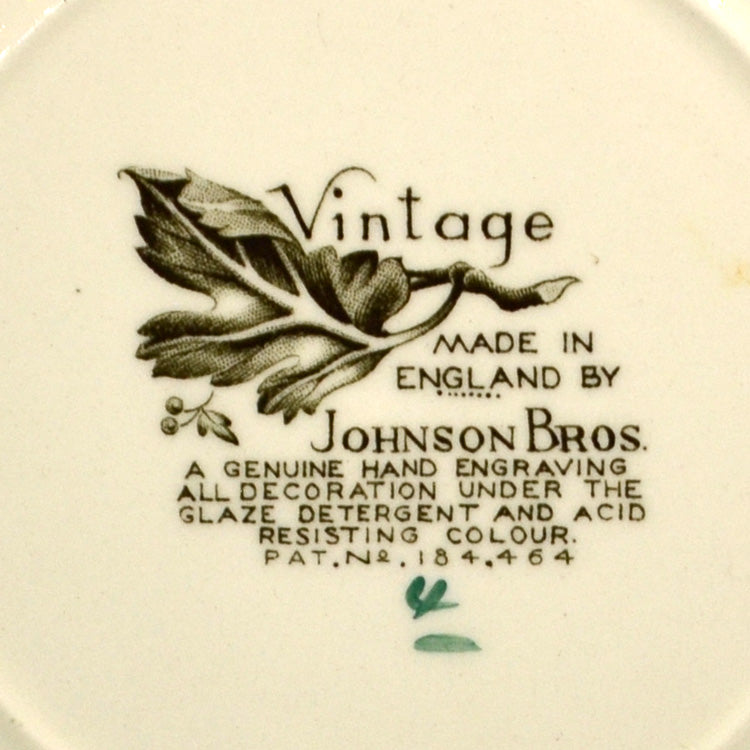 Vintage
MADE IN
ENGLAND BY
JOHNSON BROS.
A GENUINE HAND ENGRAVING
ALL DECORATION UNDER THE
GLAZE DETERGENT AND ACID
RESISTING COLOUR.
PAT. No. 184.464